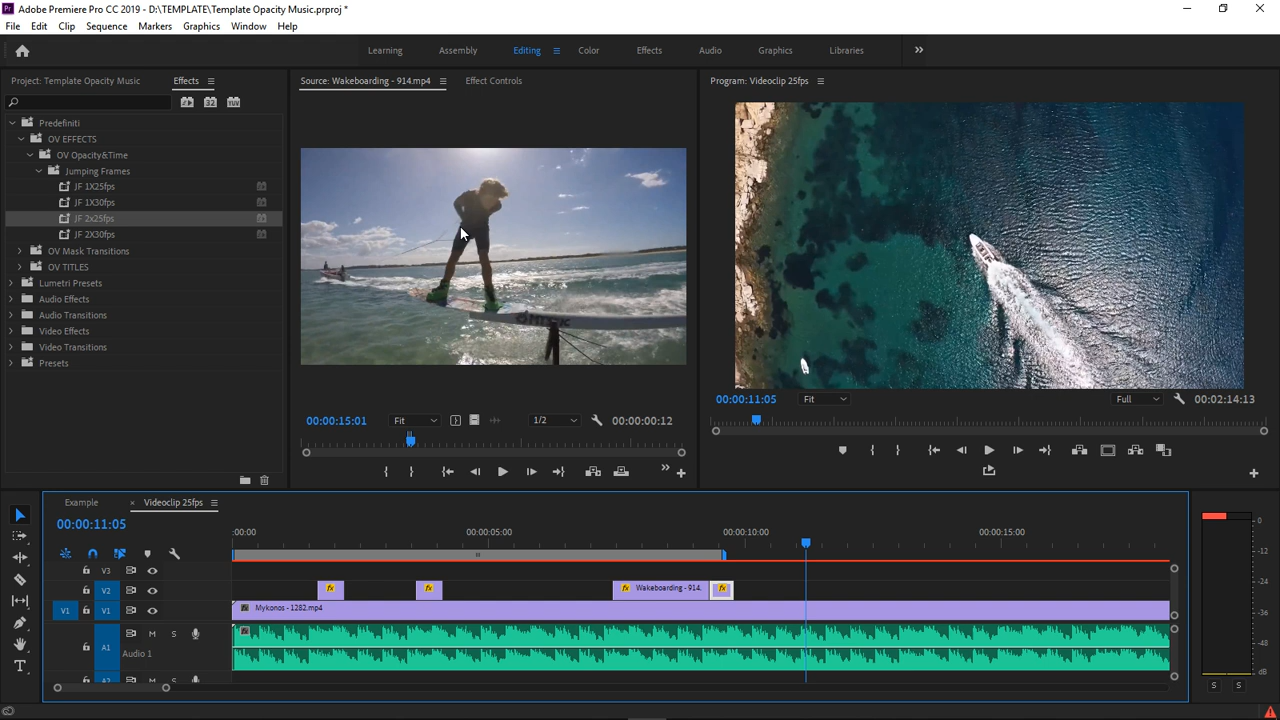 Adobe Premiere Pro CC 2019 - D:\TEMPLATE\Template Opacity Music.prproj *
File Edit Clip Sequence Markers Graphics Window Help
Learning Assembly Editing Color Effects Audio Graphics Libraries
Project: Template Opacity Music Effects
Source: Wakeboarding - 914.mp4 Effect Controls
Program: Videoclip 25fps
32 YUV
Predefiniti
OV EFFECTS
OV Opacity&Time
Jumping Frames
JF 1X25fps
JF 1X30fps
JF 2x25fps
JF 2X30fps
OV Mask Transitions
OV TITLES
Lumetri Presets
Audio Effects
Audio Transitions
Video Effects
Video Transitions
Presets
00:00:15:01 Fit 1/2 00:00:00:12
00:00:11:05 Fit Full 00:02:14:13
Example Videoclip 25fps
00:00:11:05
:00:00 00:00:05:00 00:00:10:00 00:00:15:00
V3
V2 Wakeboarding - 914.
V1 V1 Mykonos - 1282.mp4
A1 M S
Audio 1
0
-12
-24
-36
-48
dB
S S